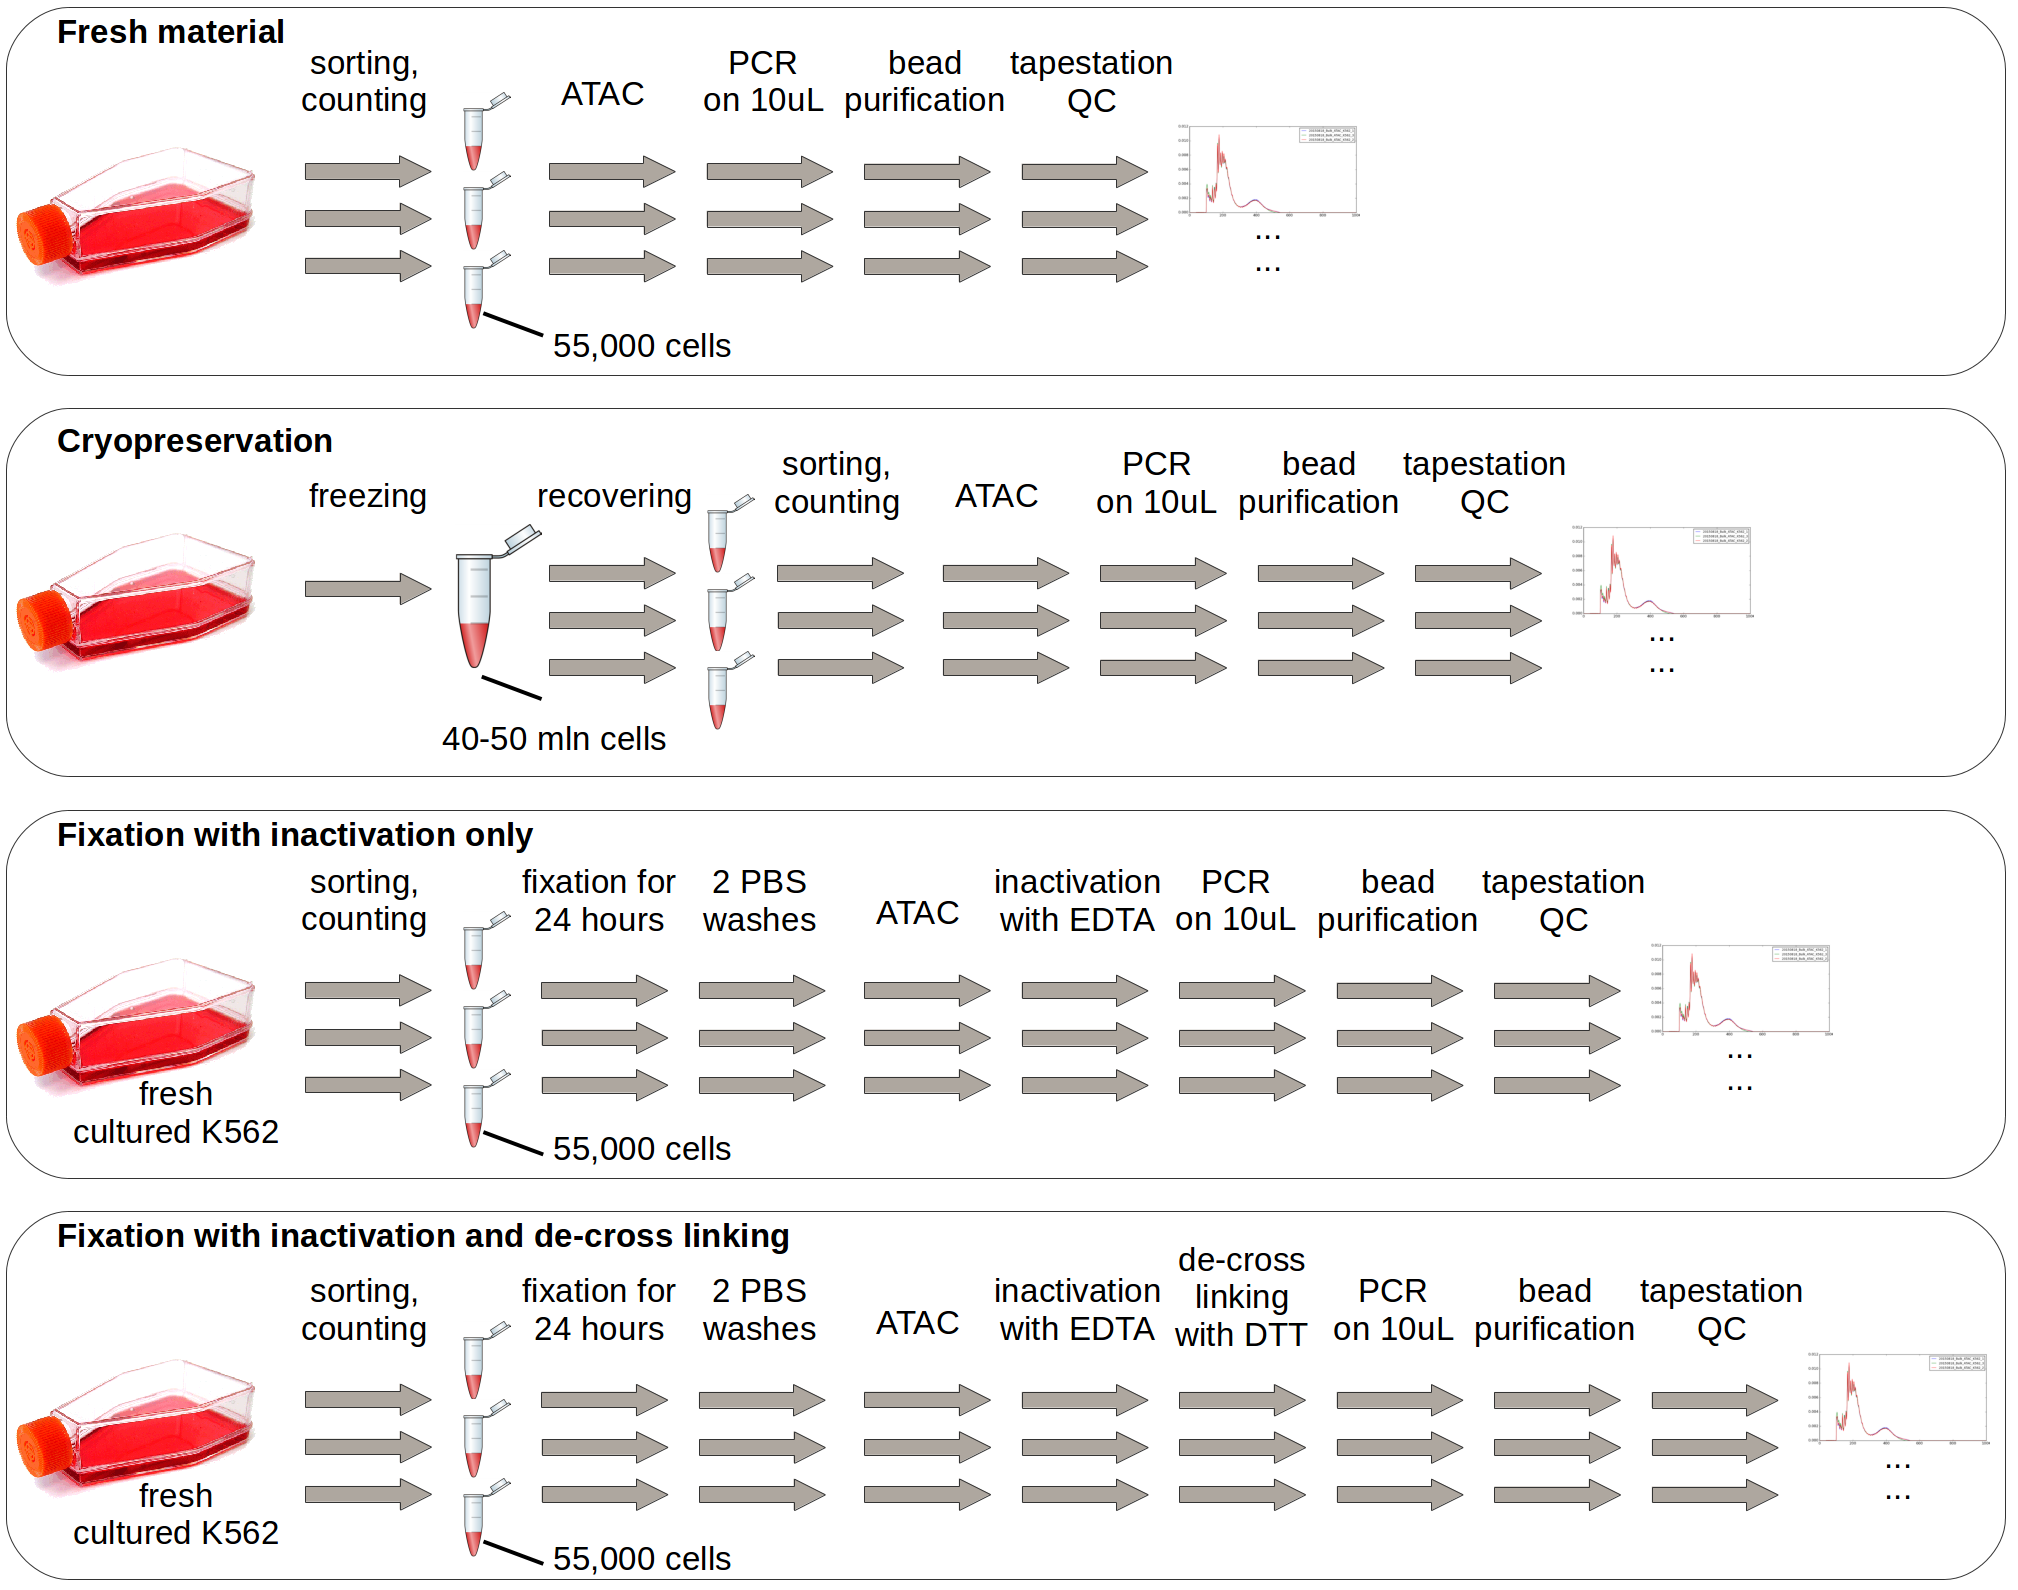 Fresh material
sorting,
counting
ATAC
PCR
on 10uL
bead
purification
tapestation
QC
...
...
55,000 cells
Cryopreservation
freezing
recovering
sorting,
counting
ATAC
PCR
on 10uL
bead
purification
tapestation
QC
...
...
40-50 mln cells
Fixation with inactivation only
sorting,
counting
fixation for
24 hours
2 PBS
washes
ATAC
inactivation
with EDTA
PCR
on 10uL
bead
purification
tapestation
QC
...
...
fresh
cultured K562
55,000 cells
Fixation with inactivation and de-cross linking
sorting,
counting
fixation for
24 hours
2 PBS
washes
ATAC
inactivation
with EDTA
de-cross
linking
with DTT
PCR
on 10uL
bead
purification
tapestation
QC
...
...
fresh
cultured K562
55,000 cells